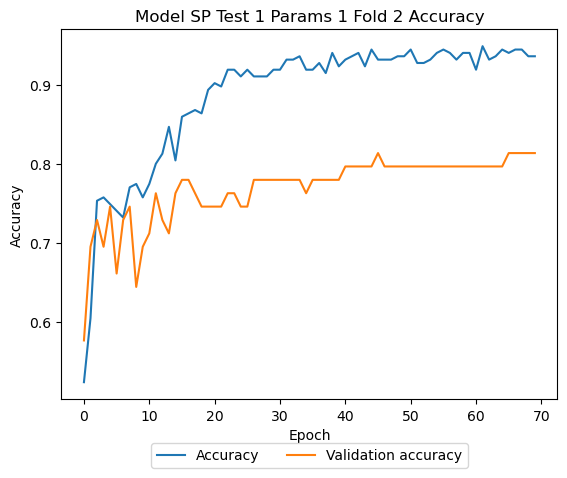 Model SP Test 1 Params 1 Fold 2 Accuracy
Accuracy
0.9
0.8
0.7
0.6
0 10 20 30 40 50 60 70
Epoch
Accuracy Validation accuracy